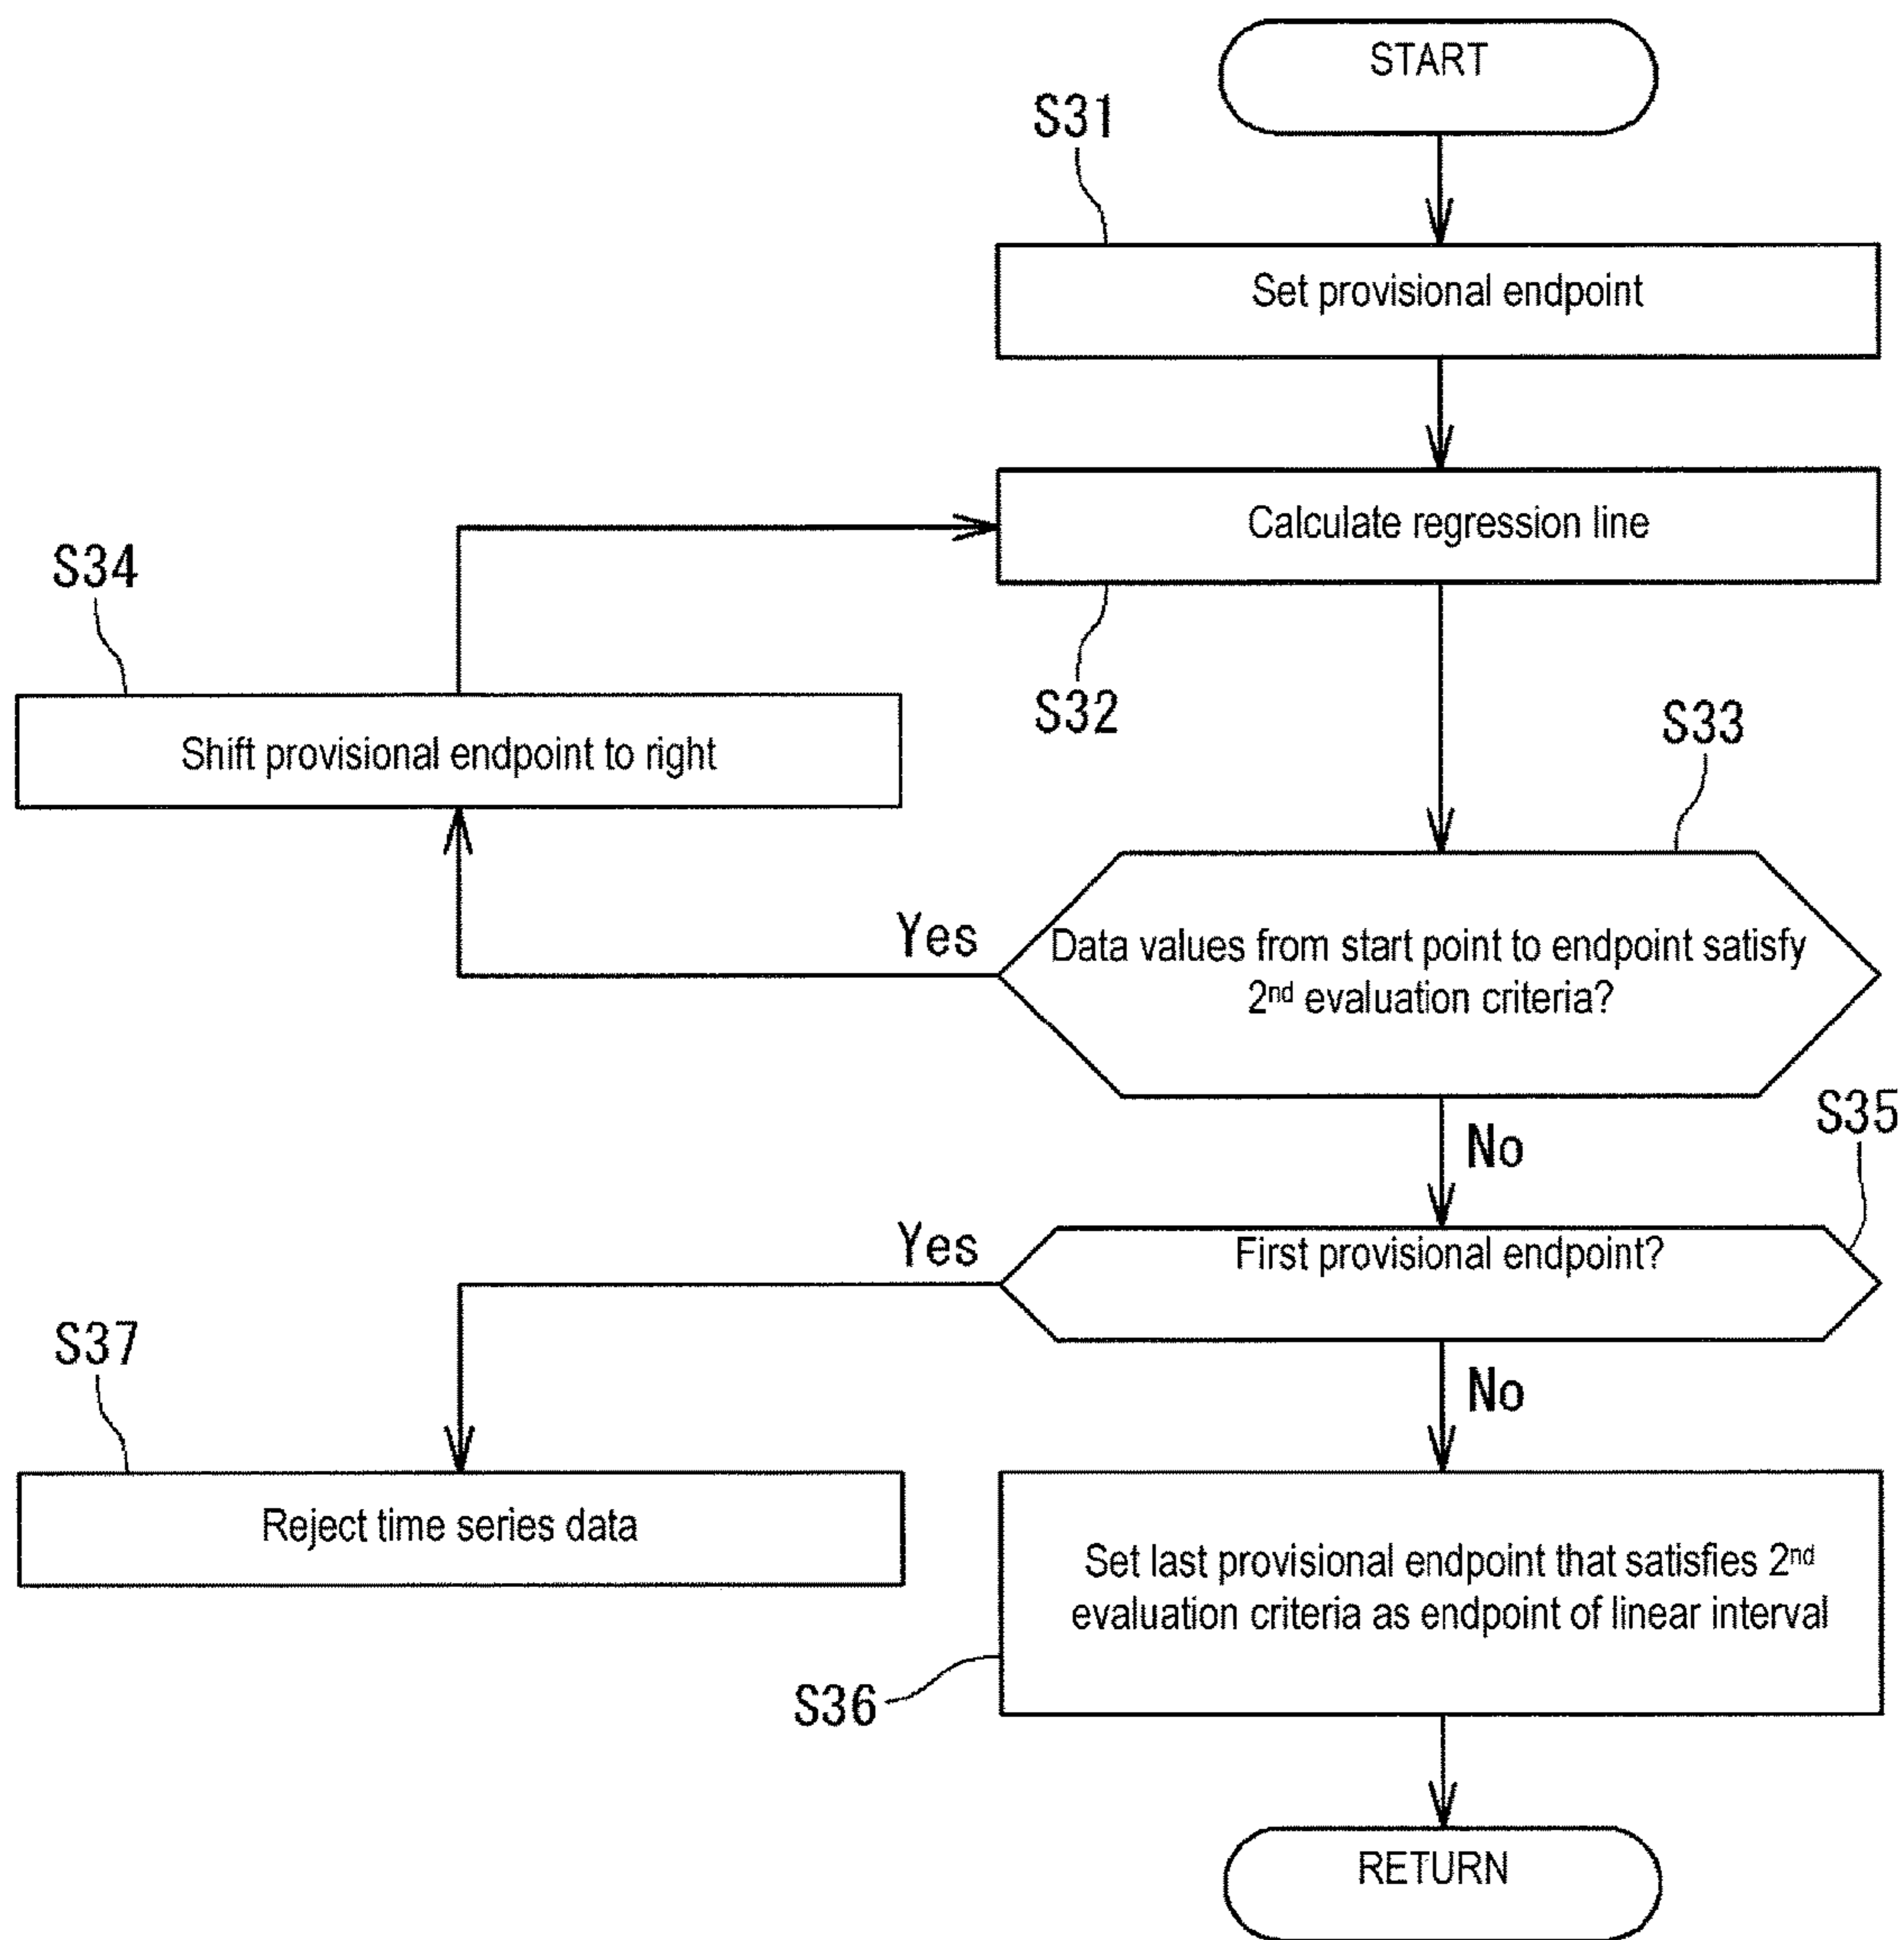 START
S31
Set provisional endpoint
Calculate regression line
S32
S34
Shift provisional endpoint to right
S33
Data values from start point to endpoint satisfy
2nd evaluation criteria?
Yes
No
S35
First provisional endpoint?
Yes
No
S37
Reject time series data
Set last provisional endpoint that satisfies 2nd
evaluation criteria as endpoint of linear interval
S36
RETURN